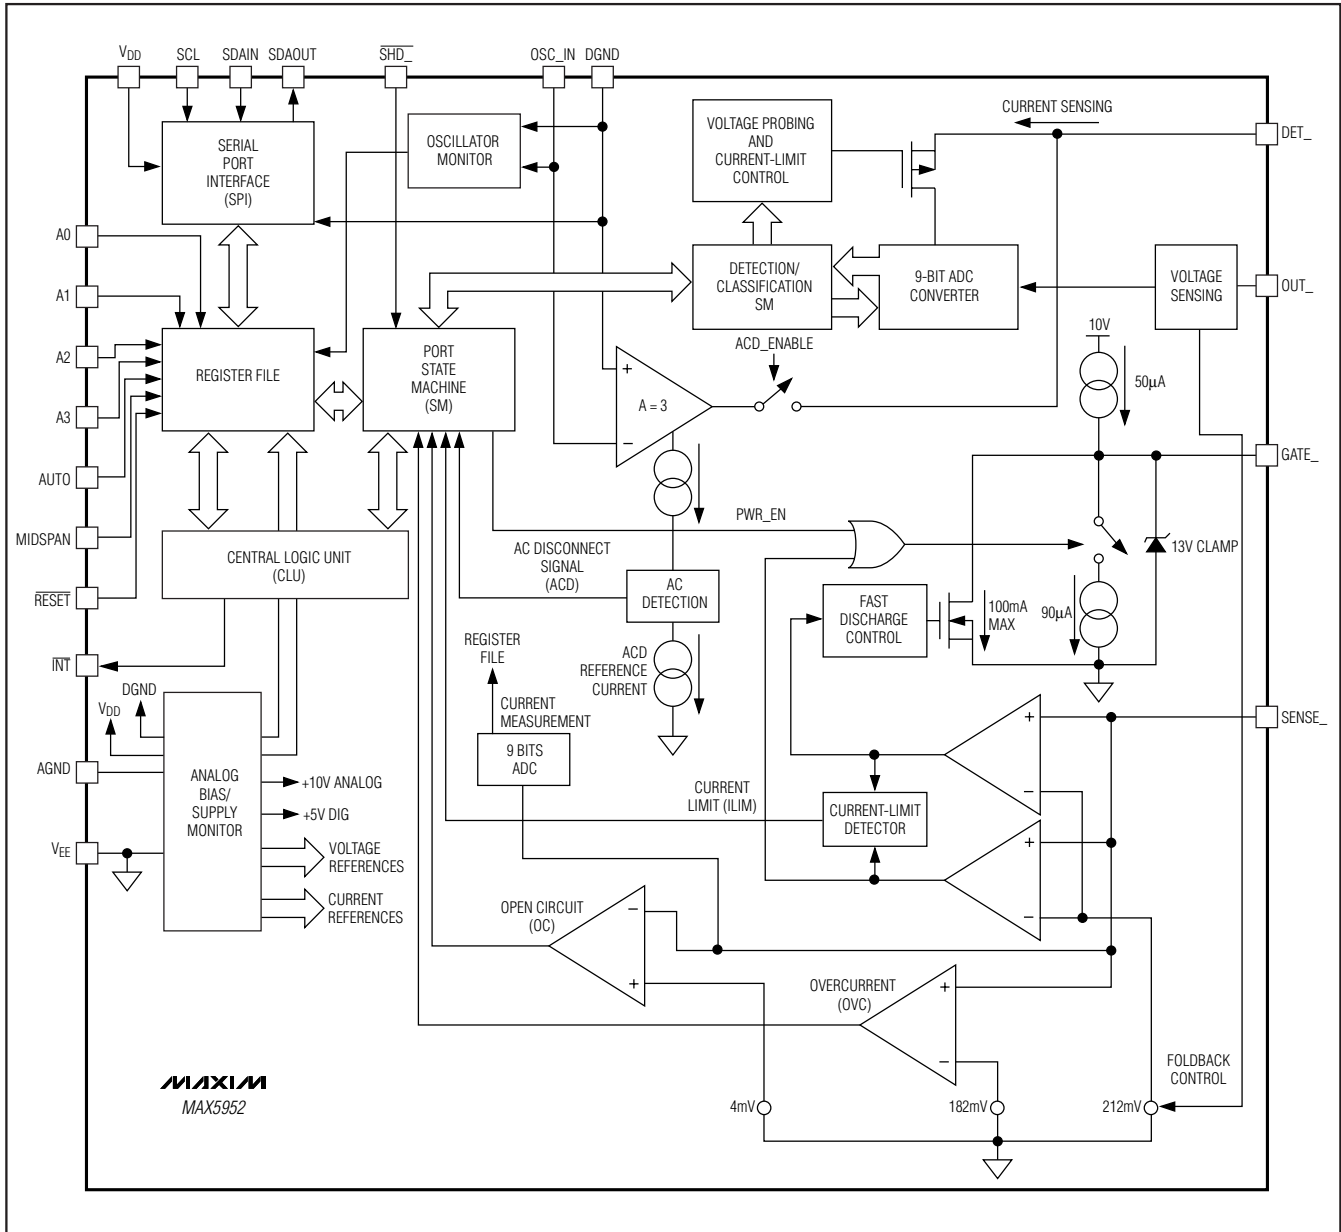 VDD
SCL
SDAIN
SDAOUT
SHD_
OSC_IN
DGND
CURRENT SENSING
DET_
SERIAL
PORT
INTERFACE
(SPI)
OSCILLATOR
MONITOR
VOLTAGE PROBING
AND
CURRENT-LIMIT
CONTROL
A0
A1
A2
A3
AUTO
MIDSPAN
RESET
INT
REGISTER FILE
PORT
STATE
MACHINE
(SM)
DETECTION/
CLASSIFICATION
SM
9-BIT ADC
CONVERTER
VOLTAGE
SENSING
OUT_
ACD_ENABLE
10V
50µA
+
A = 3
−
GATE_
PWR_EN
13V CLAMP
CENTRAL LOGIC UNIT
(CLU)
AC DISCONNECT
SIGNAL
(ACD)
AC
DETECTION
FAST
DISCHARGE
CONTROL
100mA
MAX
90µA
REGISTER
FILE
ACD
REFERENCE
CURRENT
CURRENT
MEASUREMENT
9 BITS
ADC
SENSE_
DGND
VDD
AGND
VEE
ANALOG
BIAS/
SUPPLY
MONITOR
+10V ANALOG
+5V DIG
VOLTAGE
REFERENCES
CURRENT
REFERENCES
+
−
CURRENT
LIMIT (ILIM)
CURRENT-LIMIT
DETECTOR
+
−
OPEN CIRCUIT
(OC)
−
+
OVERCURRENT
(OVC)
+
−
FOLDBACK
CONTROL
4mV
182mV
212mV
MAXIM
MAX5952